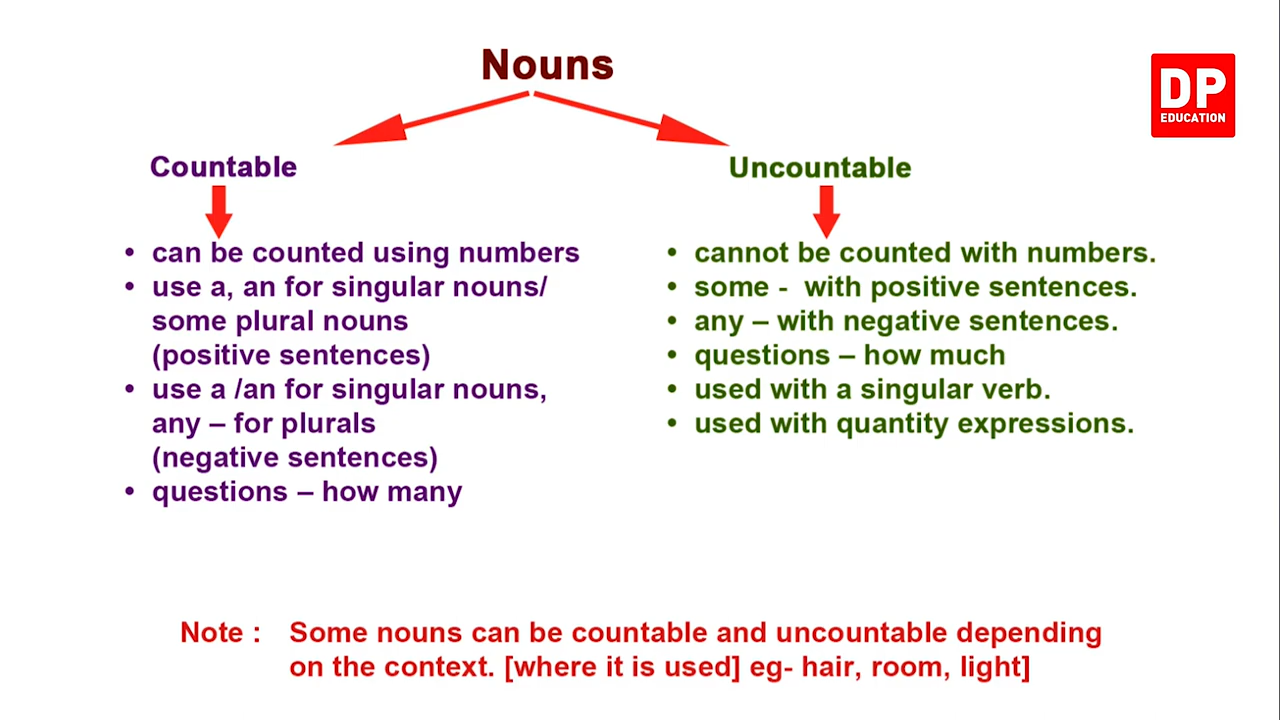 Nouns
DP
EDUCATION
Countable
• can be counted using numbers
• use a, an for singular nouns/
some plural nouns
(positive sentences)
• use a /an for singular nouns,
any – for plurals
(negative sentences)
• questions – how many
Uncountable
• cannot be counted with numbers.
• some - with positive sentences.
• any – with negative sentences.
• questions – how much
• used with a singular verb.
• used with quantity expressions.
Note : Some nouns can be countable and uncountable depending
on the context. [where it is used] eg- hair, room, light]